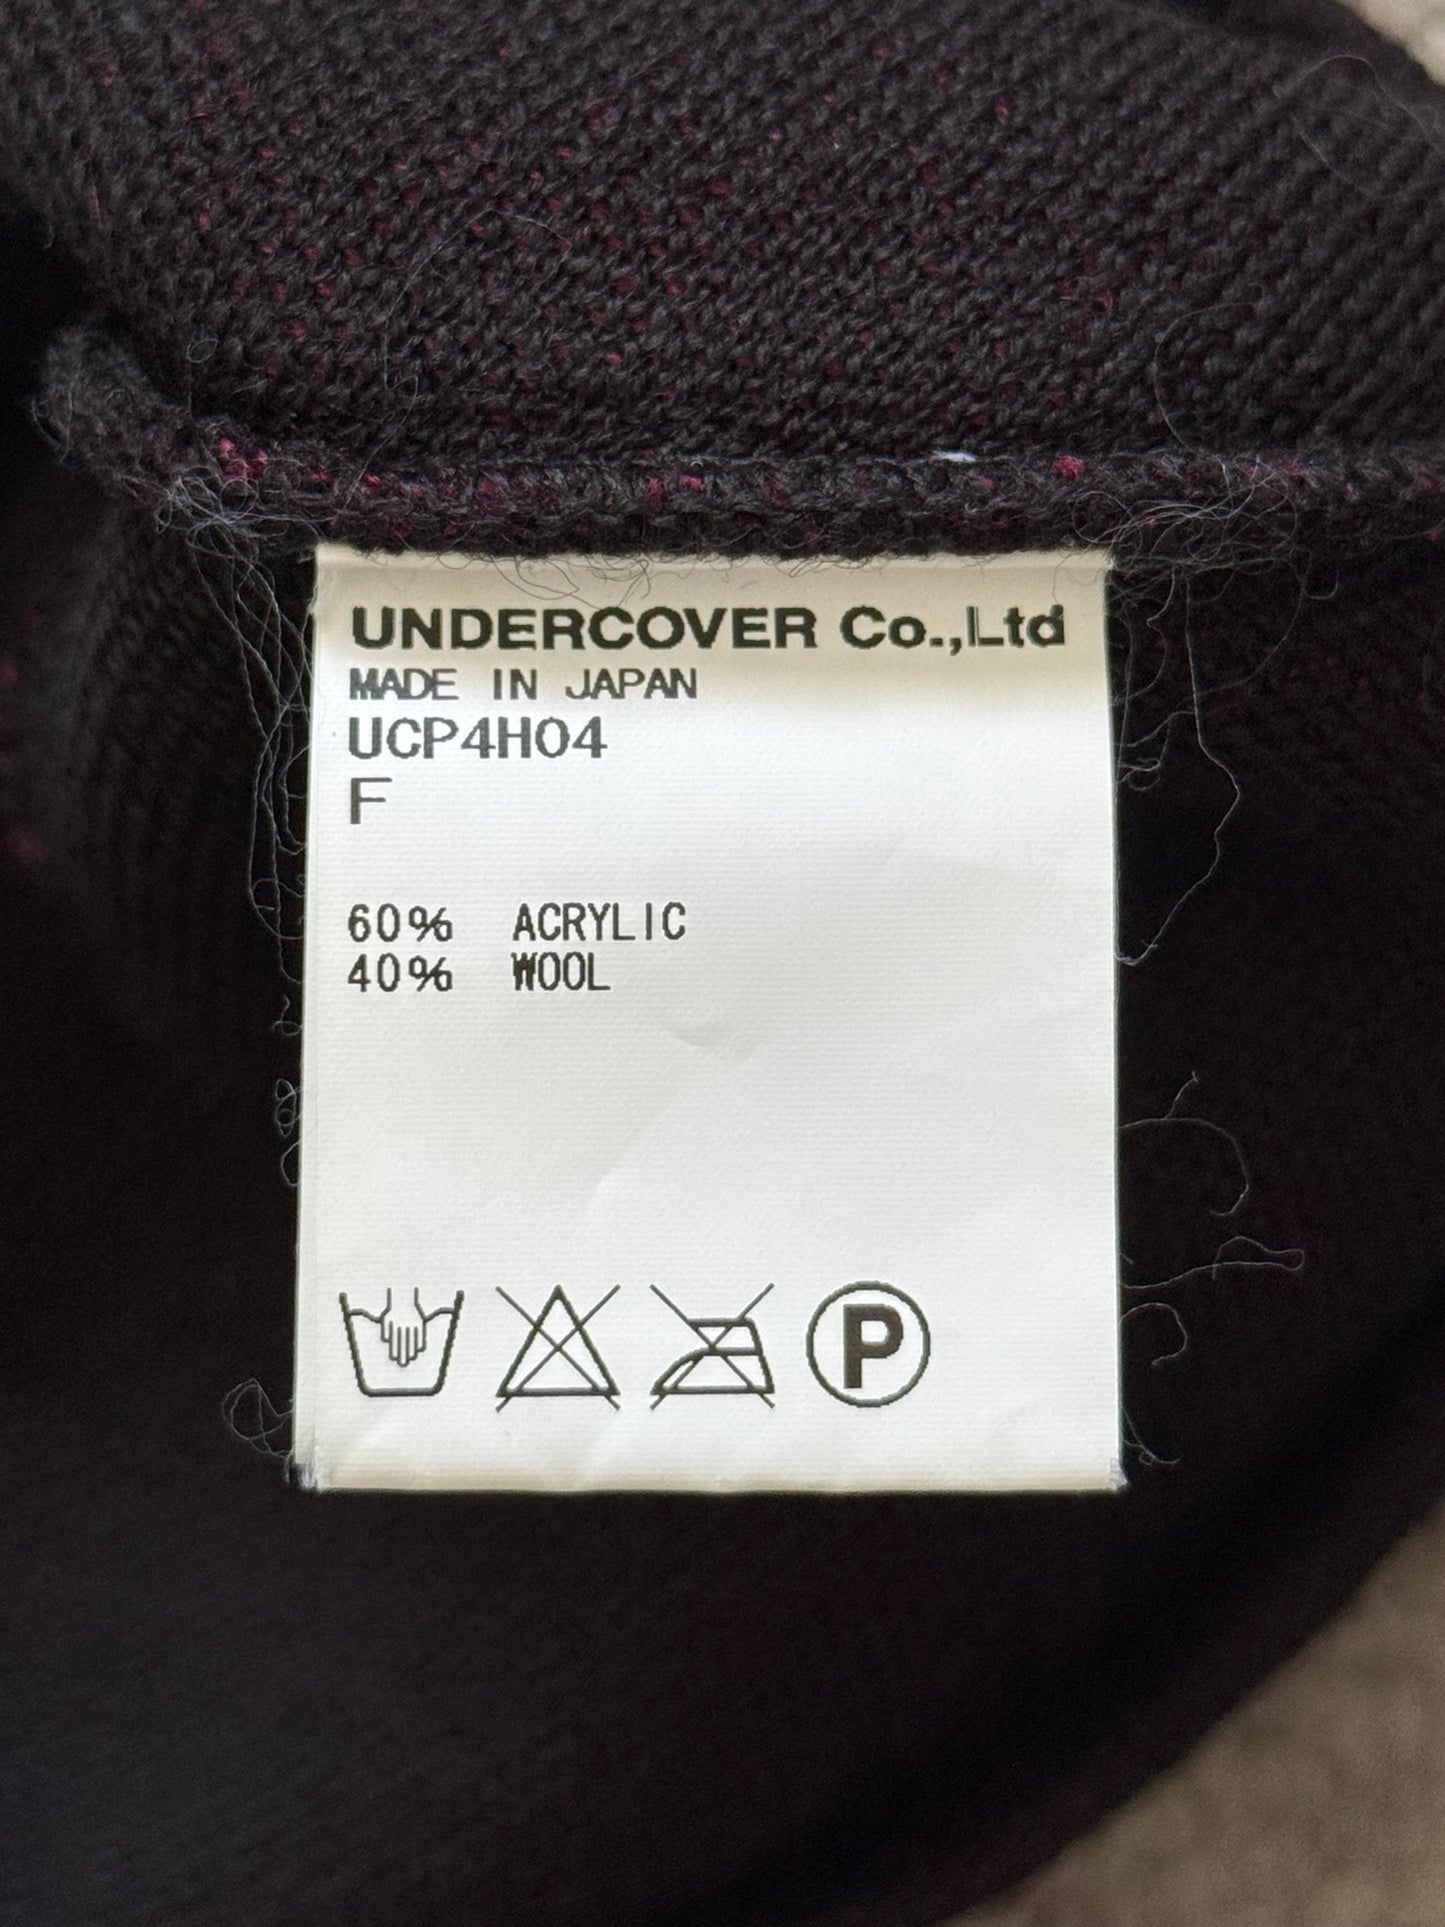 UNDERCOVER Co.,Ltd
MADE IN JAPAN
UCP4H04
F
60% ACRYLIC
40% WOOL
P